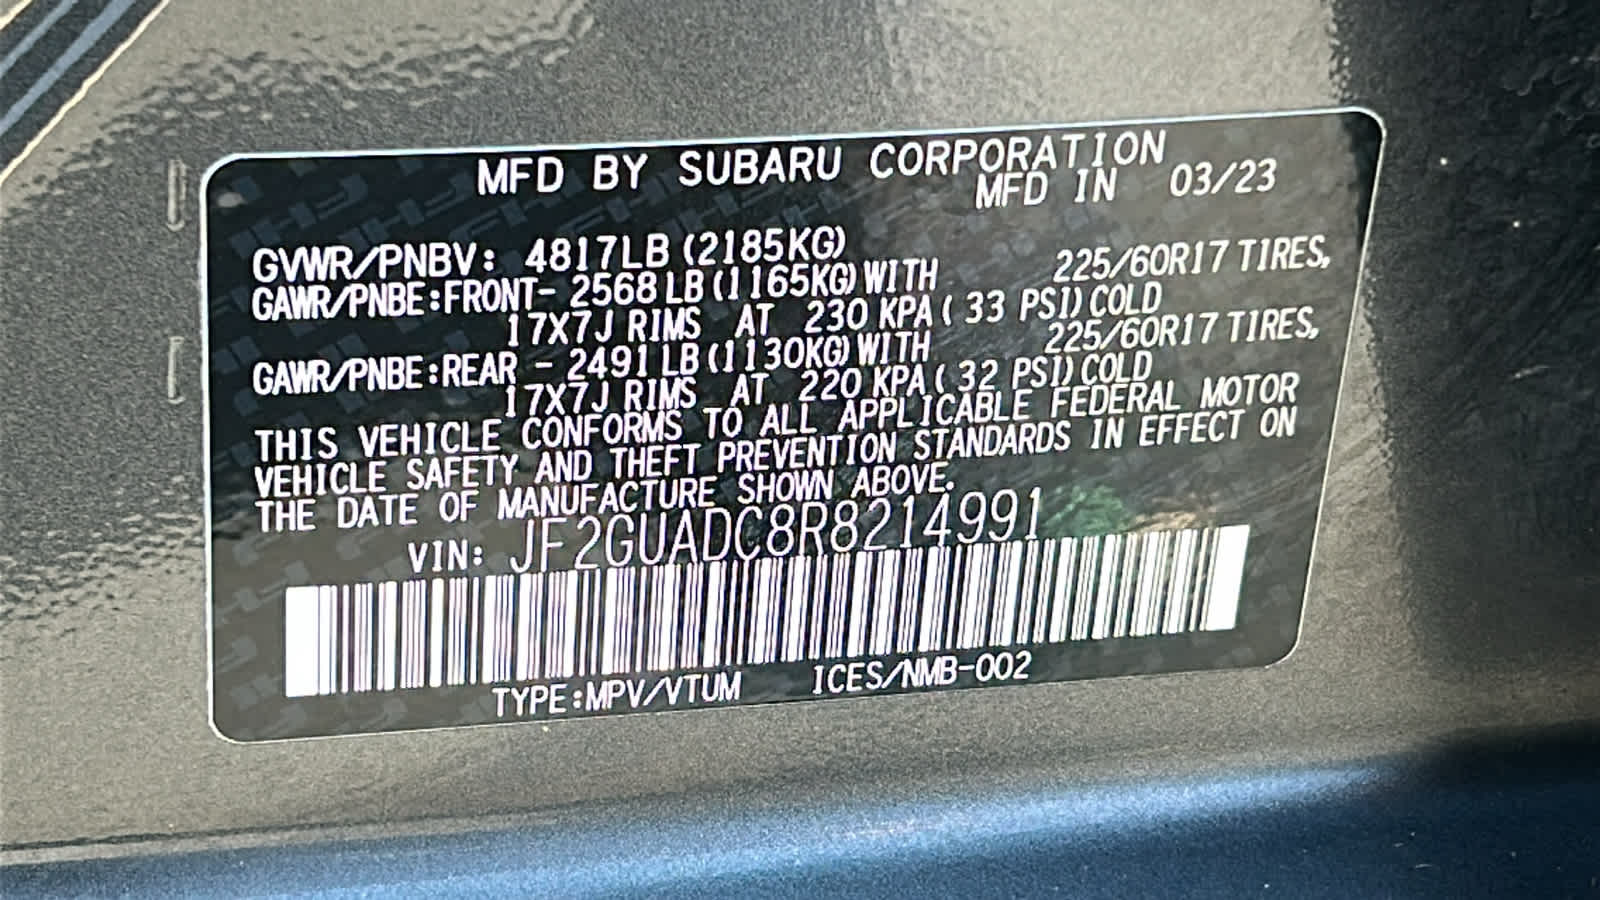 MFD BY SUBARU CORPORATION
MFD IN 03/23
GVWR/PNBV: 4817LB (2185KG)
GAWR/PNBE:FRONT- 2568 LB (1165KG) WITH 225/60R17 TIRES,
17X7J RIMS AT 230 KPA ( 33 PSI) COLD
GAWR/PNBE:REAR - 2491 LB (1130KG) WITH 225/60R17 TIRES,
17X7J RIMS AT 220 KPA ( 32 PSI) COLD
THIS VEHICLE CONFORMS TO ALL APPLICABLE FEDERAL MOTOR
VEHICLE SAFETY AND THEFT PREVENTION STANDARDS IN EFFECT ON
THE DATE OF MANUFACTURE SHOWN ABOVE.
VIN: JF2GUADC8R8214991
TYPE:MPV/VTUM ICES/NMB-002